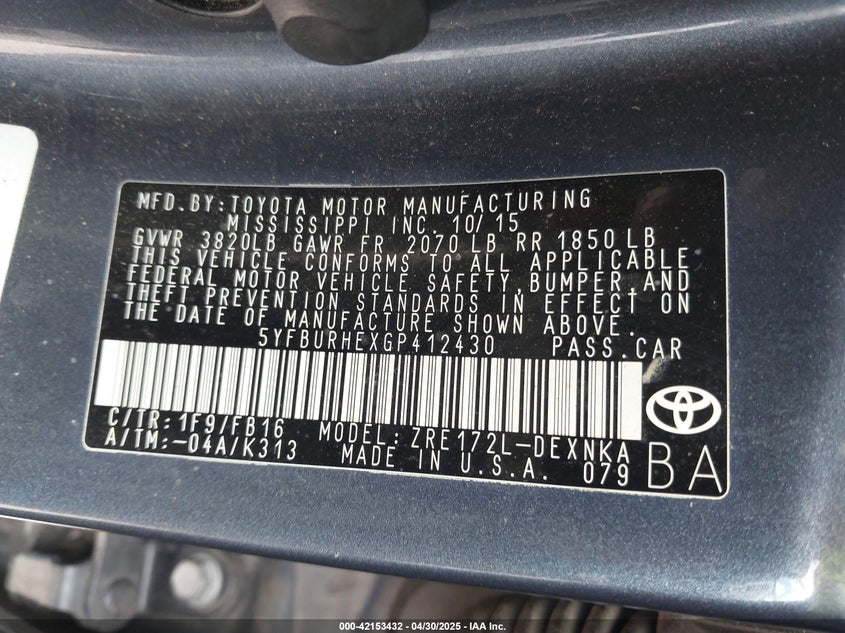 MFD.BY:TOYOTA MOTOR MANUFACTURING
MISSISSIPPI INC. 10/15
GVWR 3820LB GAWR FR 2070 LB RR 1850 LB
THIS VEHICLE CONFORMS TO ALL APPLICABLE
FEDERAL MOTOR VEHICLE SAFETY,BUMPER,AND
THEFT PREVENTION STANDARDS IN EFFECT ON
THE DATE OF MANUFACTURE SHOWN ABOVE.
5YFBURHEXGP412430 PASS.CAR
C/TR:1F9/FB16 MODEL:ZRE172L-DEXNKA
A/TM:-04A/K313 MADE IN U.S.A. 079 BA
000-42153432 - 04/30/2025 - IAA Inc.